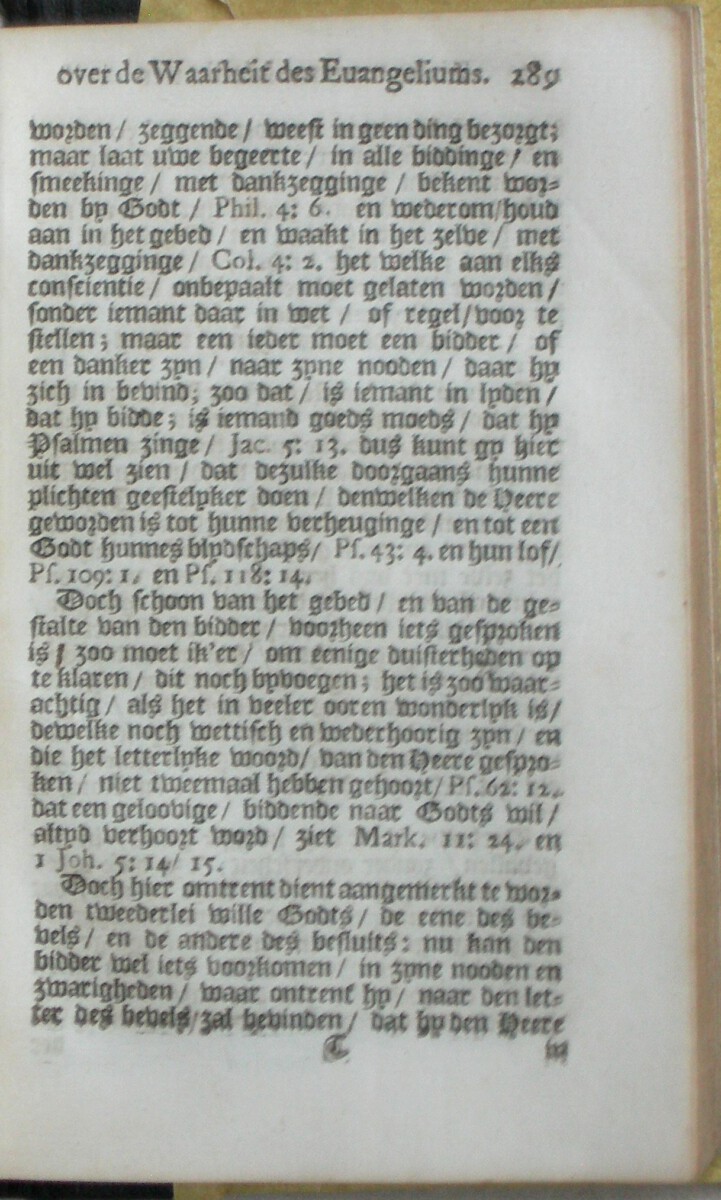 over de Waarheit des Euangeliums. 289
worden / zeggende / weest in geen ding bezorgt;
maar laat uwe begeerte / in alle biddinge / en
smeekinge / met dankzegginge / bekent wor-
den by Godt / Phil. 4: 6. en wederom/houd
aan in het gebed / en waakt in het zelve / met
dankzegginge / Col. 4: 2. het welke aan elks
conscientie / onbepaalt moet gelaten worden /
sonder iemant daar in wet / of regel/voor te
stellen; maar een ieder moet een bidder / of
een danker zyn / naar zyne nooden / daar hy
zich in bevind; zoo dat / is iemant in lyden /
dat hy bidde; is iemand goeds moeds / dat hy
Psalmen zinge / Jac. 5: 13. dus kunt gy hier
uit wel zien / dat dezulke doorgaans hunne
plichten geestelyker doen / denwelken de Heere
geworden is tot hunne verheuginge / en tot een
Godt hunnes blydschaps / Ps. 43: 4. en hun lof /
Ps. 109: 1. en Ps. 118: 14.
Doch schoon van het gebed / en van de ge-
stalte van den bidder / voorheen iets gesproken
is / zoo moet ik'er / om eenige duisterheden op
te klaren / dit noch byvoegen; het is zoo waar-
achtig / als het in veeler ooren wonderlyk is /
dewelke noch wettisch en wederhoorig zyn / en
die het letterlyke woord / van den Heere gespro-
ken / niet tweemaal hebben gehoort / Ps. 62: 12.
dat een geloovige / biddende naar Godts wil /
altyd verhoort word / ziet Mark. 11: 24. en
1 Joh. 5: 14/ 15.
Doch hier omtrent dient aangemerkt te wor-
den tweederlei wille Godts / de eene des be-
vels / en de andere des besluits: nu kan den
bidder wel iets voorkomen / in zyne nooden en
zwarigheden / waar ontrent hy / naar den let-
ter des bevels/zal bevinden / dat hy den Heere
T